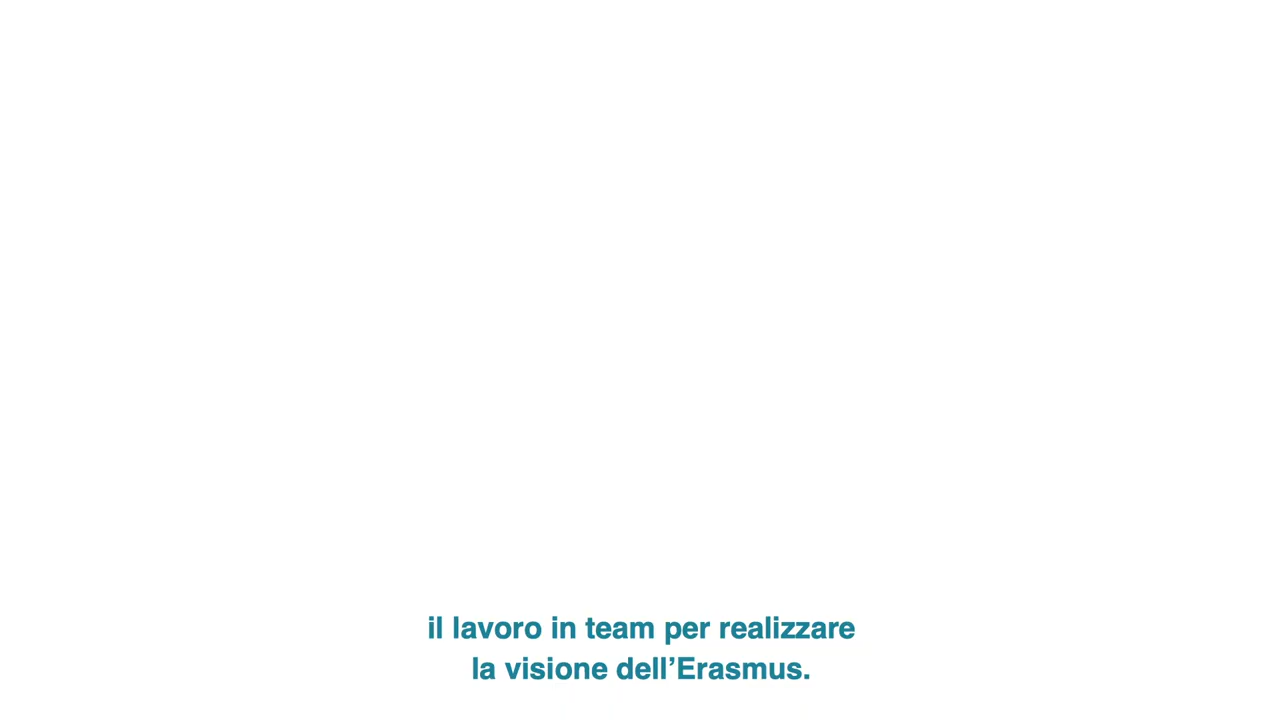 il lavoro in team per realizzare
la visione dell’Erasmus.